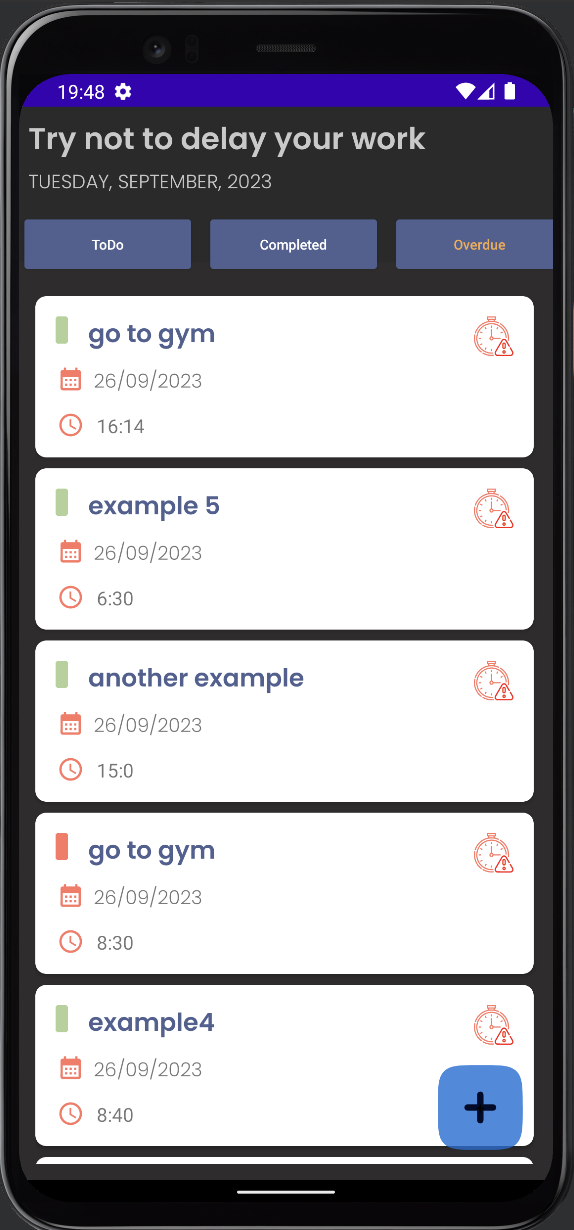 19:48
Try not to delay your work
TUESDAY, SEPTEMBER, 2023
ToDo Completed Overdue
go to gym
26/09/2023
16:14
example 5
26/09/2023
6:30
another example
26/09/2023
15:0
go to gym
26/09/2023
8:30
example4
26/09/2023
8:40